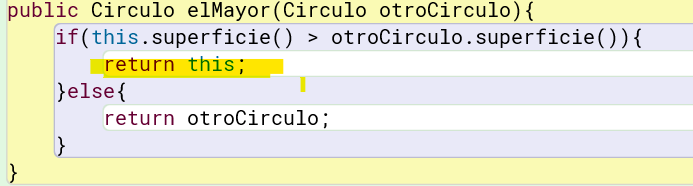 public Circulo elMayor(Circulo otroCirculo){
if(this.superficie() > otroCirculo.superficie()){
return this;
}else{
return otroCirculo;
}
}